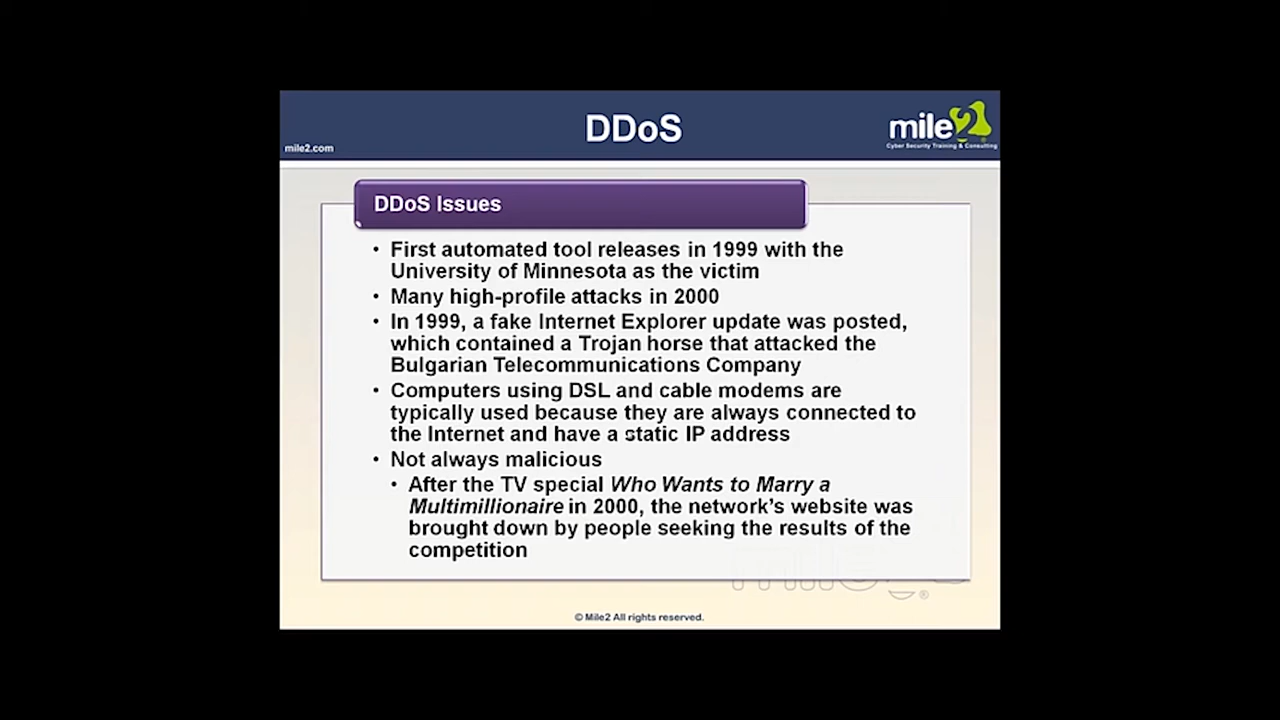 DDoS
mile2
mile2.com
Cyber Security Training & Consulting
DDoS Issues
• First automated tool releases in 1999 with the
University of Minnesota as the victim
• Many high-profile attacks in 2000
• In 1999, a fake Internet Explorer update was posted,
which contained a Trojan horse that attacked the
Bulgarian Telecommunications Company
• Computers using DSL and cable modems are
typically used because they are always connected to
the Internet and have a static IP address
• Not always malicious
• After the TV special Who Wants to Marry a
Multimillionaire in 2000, the network's website was
brought down by people seeking the results of the
competition
mile2
®
© Mile2 All rights reserved.